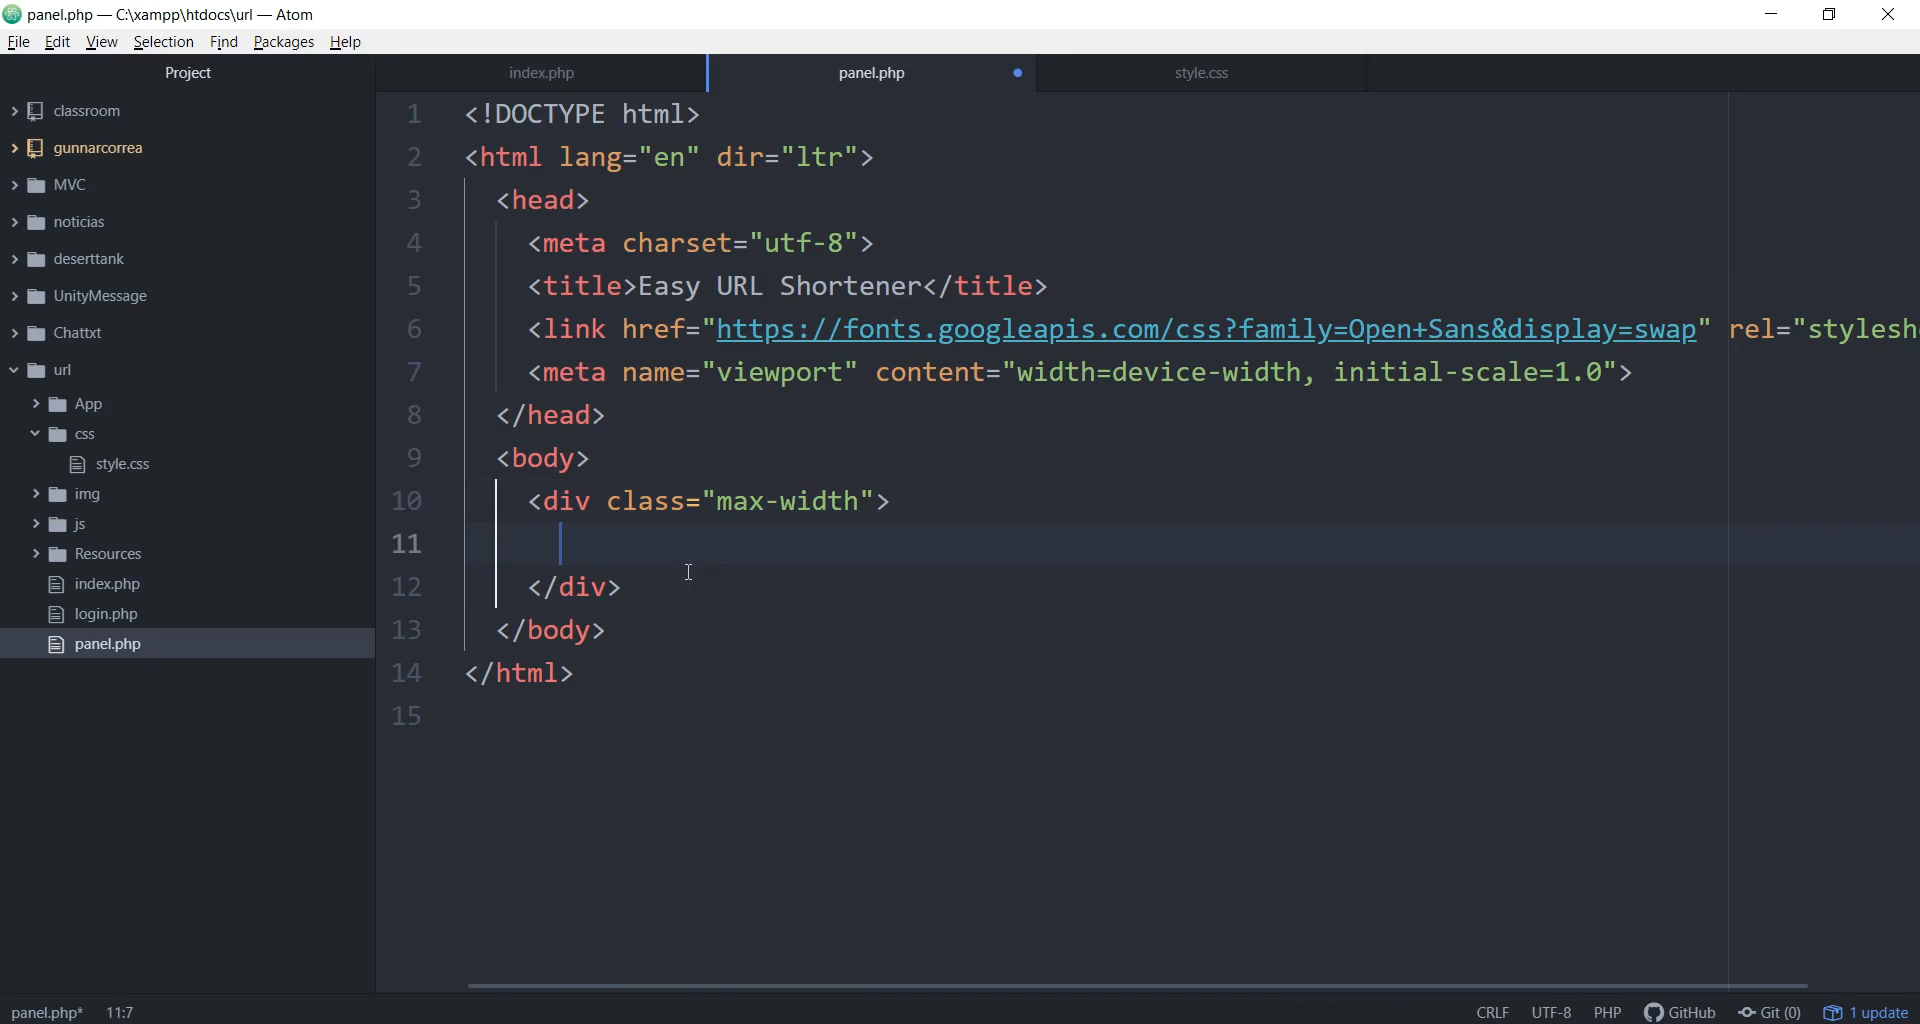 panel.php — C:\xampp\htdocs\url — Atom
File Edit View Selection Find Packages Help
Project
classroom
gunnarcorrea
MVC
noticias
deserttank
UnityMessage
Chattxt
url
App
css
style.css
img
js
Resources
index.php
login.php
panel.php
index.php panel.php style.css
1 <!DOCTYPE html>
2 <html lang="en" dir="ltr">
3 <head>
4 <meta charset="utf-8">
5 <title>Easy URL Shortener</title>
6 <link href="https://fonts.googleapis.com/css?family=Open+Sans&display=swap" rel="stylesh
7 <meta name="viewport" content="width=device-width, initial-scale=1.0">
8 </head>
9 <body>
10 <div class="max-width">
11
12 </div>
13 </body>
14 </html>
15
panel.php* 11:7 CRLF UTF-8 PHP GitHub Git (0) 1 update